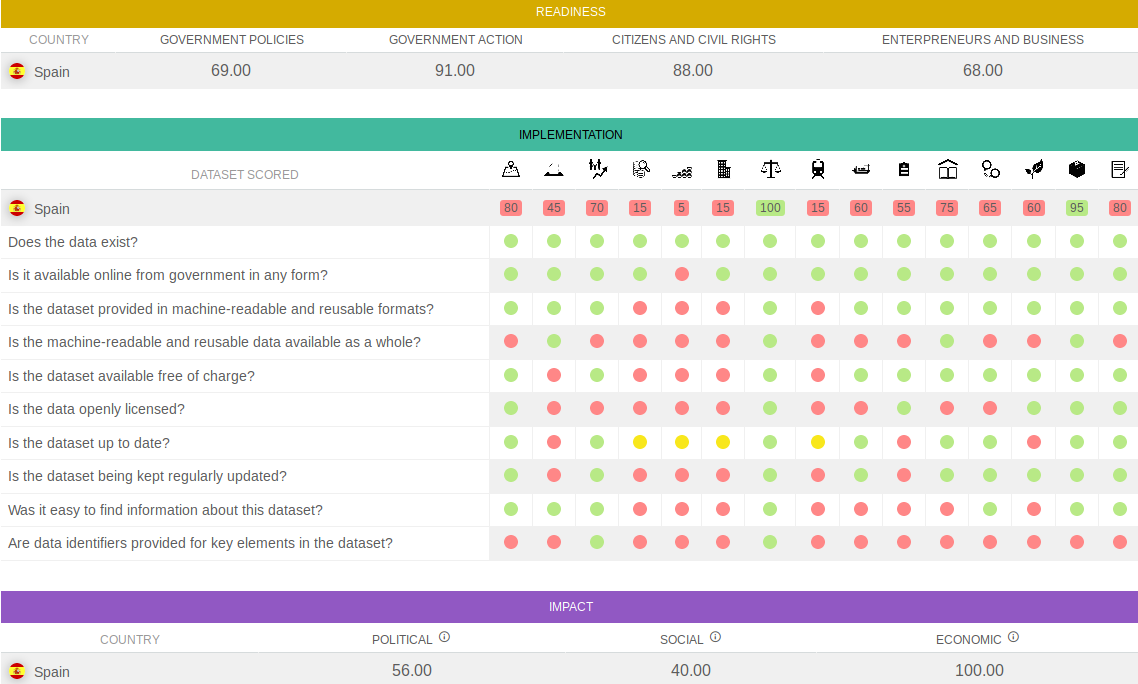 READINESS
COUNTRY GOVERNMENT POLICIES GOVERNMENT ACTION CITIZENS AND CIVIL RIGHTS ENTERPRENEURS AND BUSINESS
Spain 69.00 91.00 88.00 68.00
IMPLEMENTATION
DATASET SCORED
Spain 80 45 70 15 5 15 100 15 60 55 75 65 60 95 80
Does the data exist?
Is it available online from government in any form?
Is the dataset provided in machine-readable and reusable formats?
Is the machine-readable and reusable data available as a whole?
Is the dataset available free of charge?
Is the data openly licensed?
Is the dataset up to date?
Is the dataset being kept regularly updated?
Was it easy to find information about this dataset?
Are data identifiers provided for key elements in the dataset?
IMPACT
COUNTRY POLITICAL SOCIAL ECONOMIC
Spain 56.00 40.00 100.00